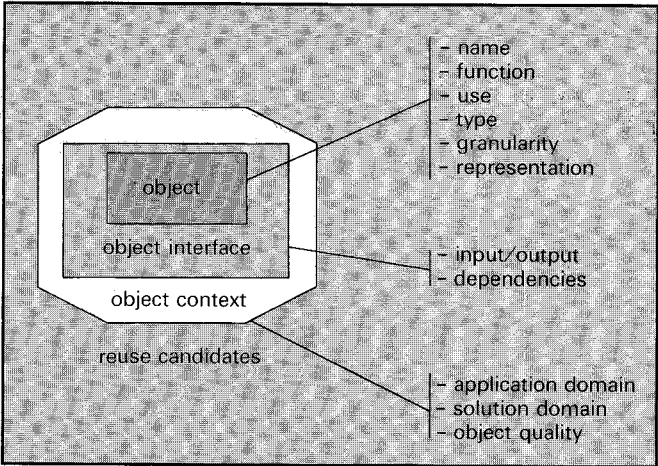 object
object interface
object context
reuse candidates
- name
- function
- use
- type
- granularity
- representation
- input/output
- dependencies
- application domain
- solution domain
- object quality